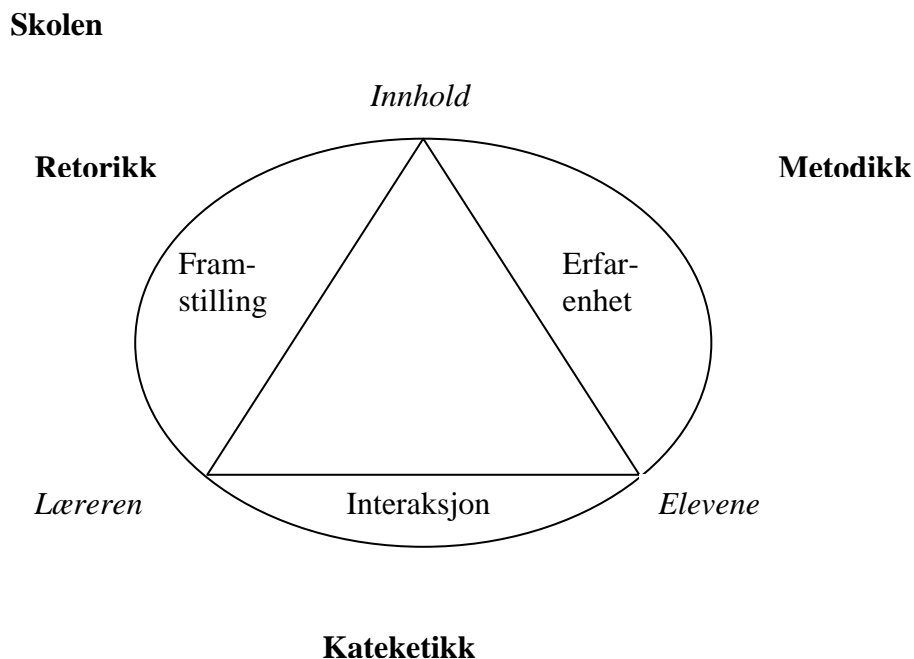 Skolen
Innhold
Retorikk
Metodikk
Fram-
stilling
Erfar-
enhet
Læreren
Interaksjon
Elevene
Kateketikk